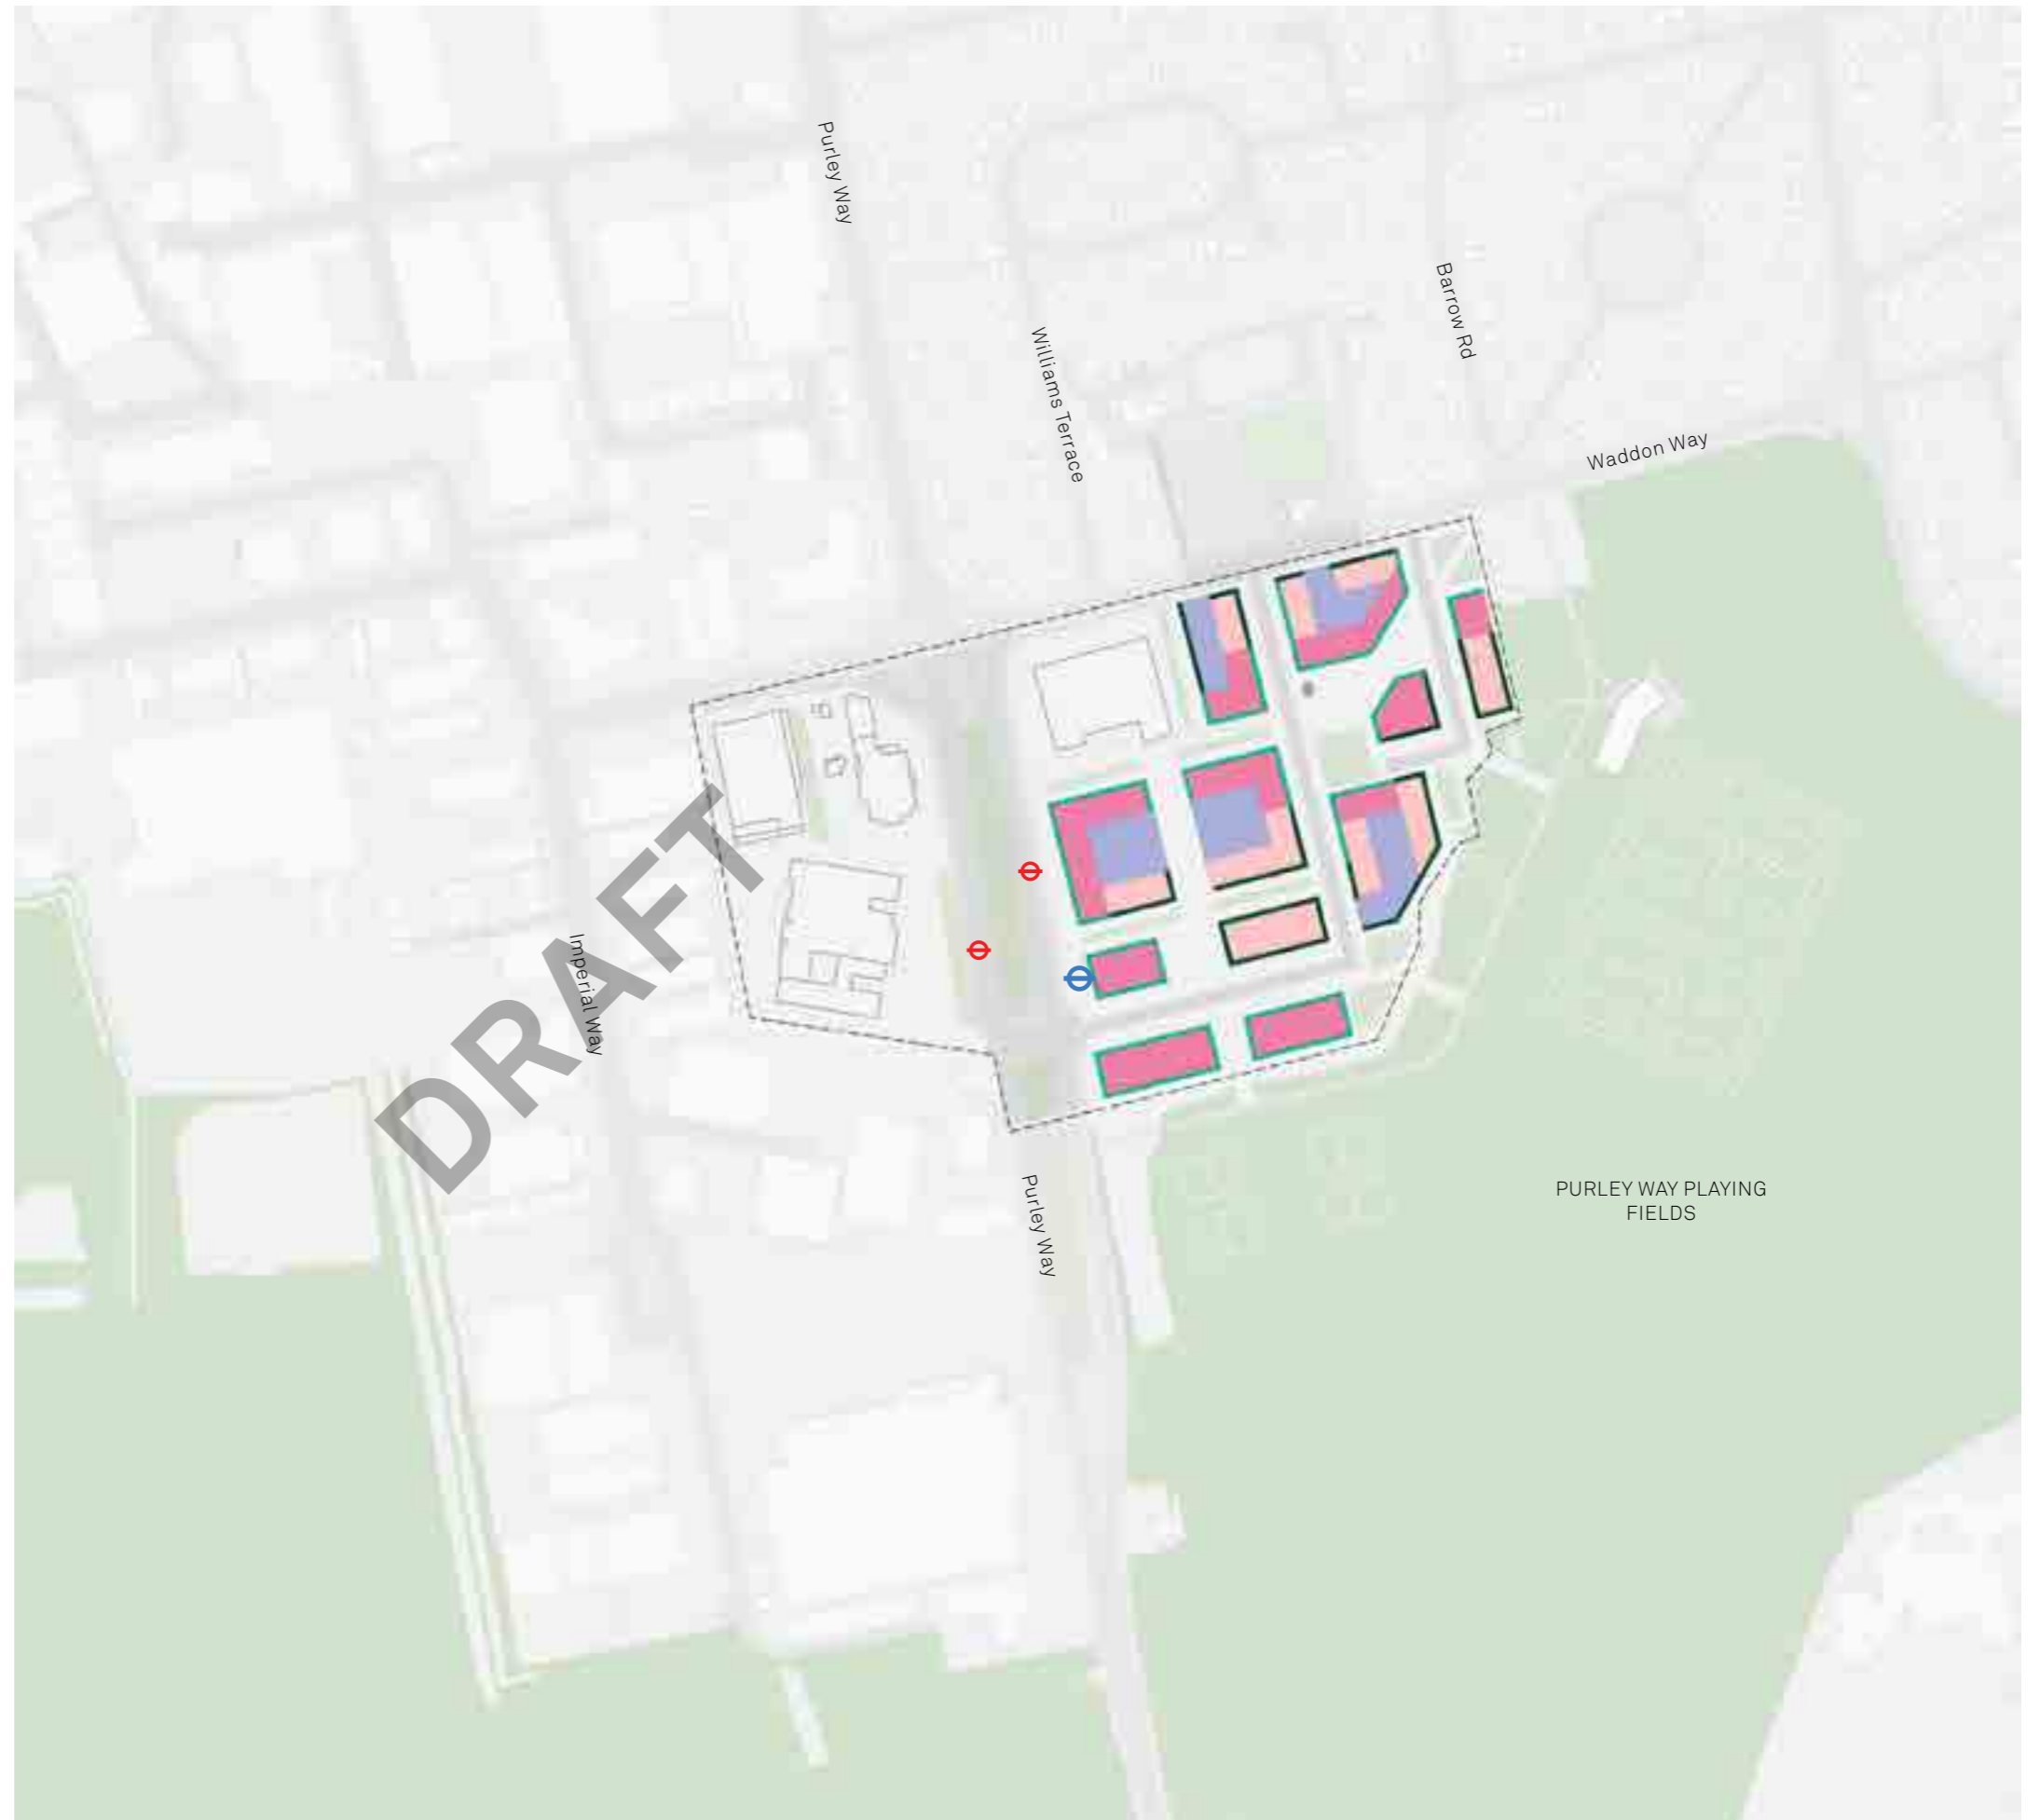 Purley Way
Barrow Rd
Williams Terrace
Waddon Way
DRAFT
Imperial Way
Purley Way
PURLEY WAY PLAYING
FIELDS